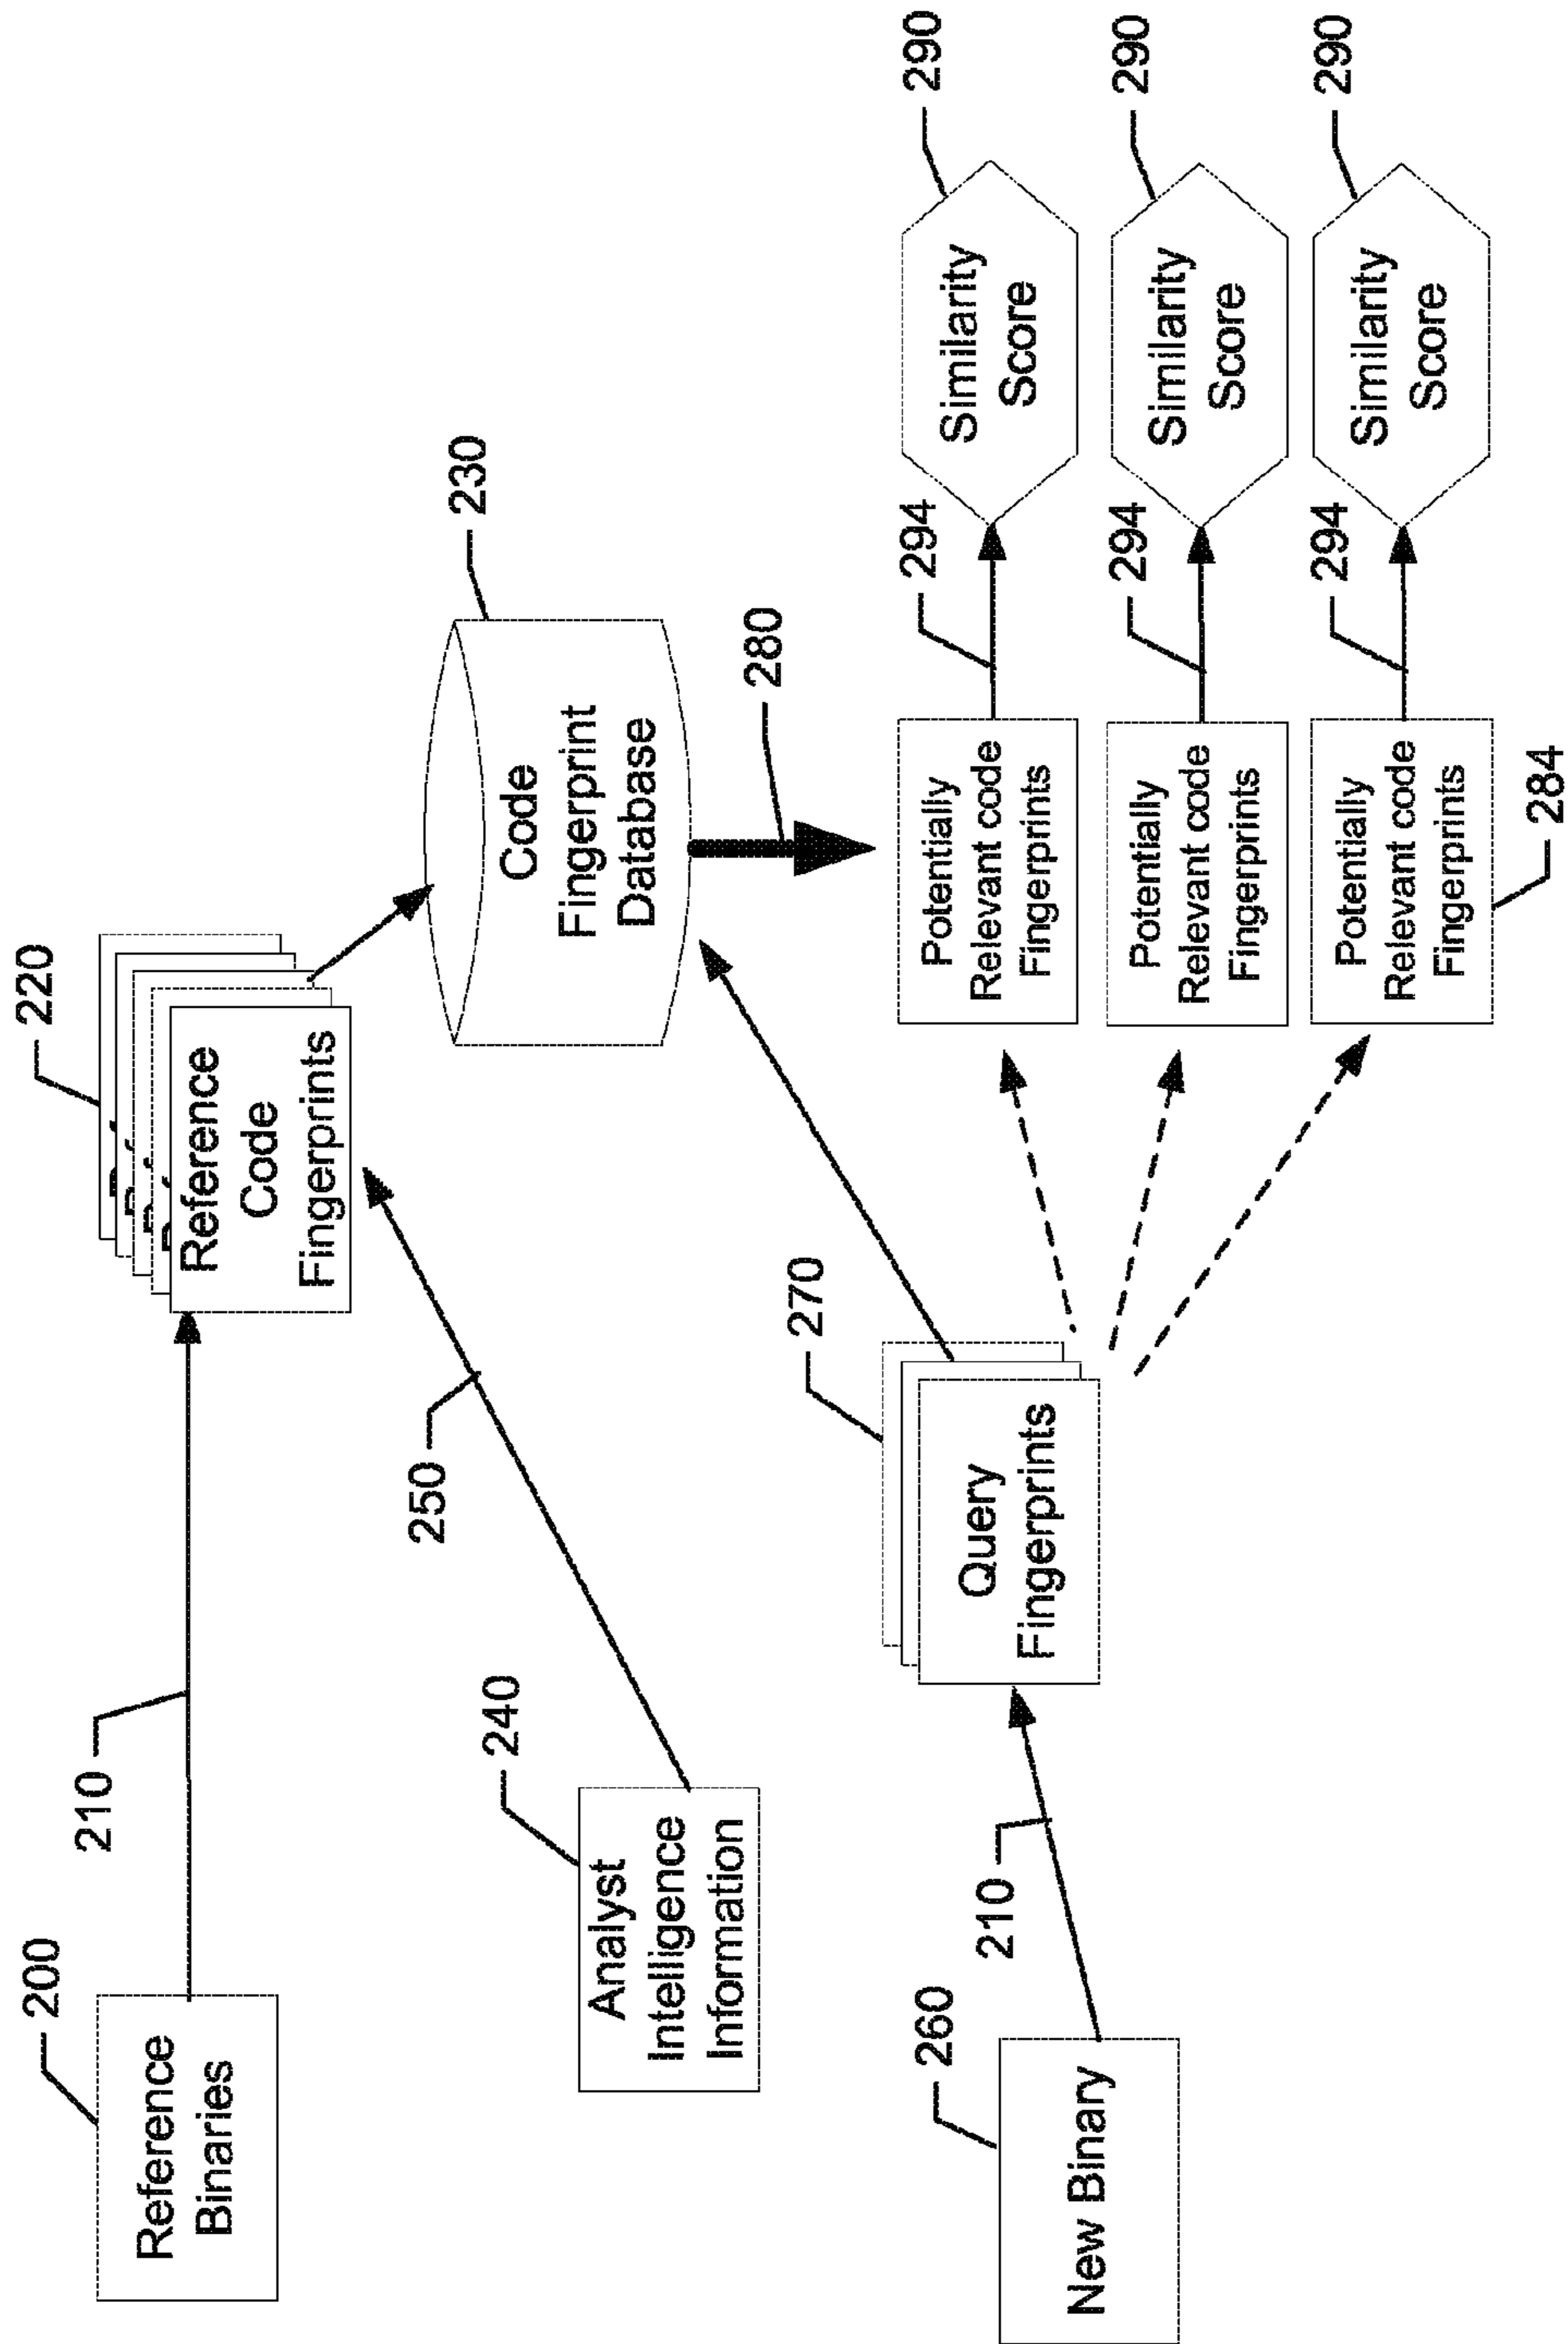 200
Reference
Binaries
210
220
Reference
Code
Fingerprints
240
Analyst
Intelligence
Information
250
230
Code
Fingerprint
Database
260
New Binary
210
270
Query
Fingerprints
280
Potentially
Relevant code
Fingerprints
294
Similarity
Score
290
Potentially
Relevant code
Fingerprints
294
Similarity
Score
290
Potentially
Relevant code
Fingerprints
284
294
Similarity
Score
290